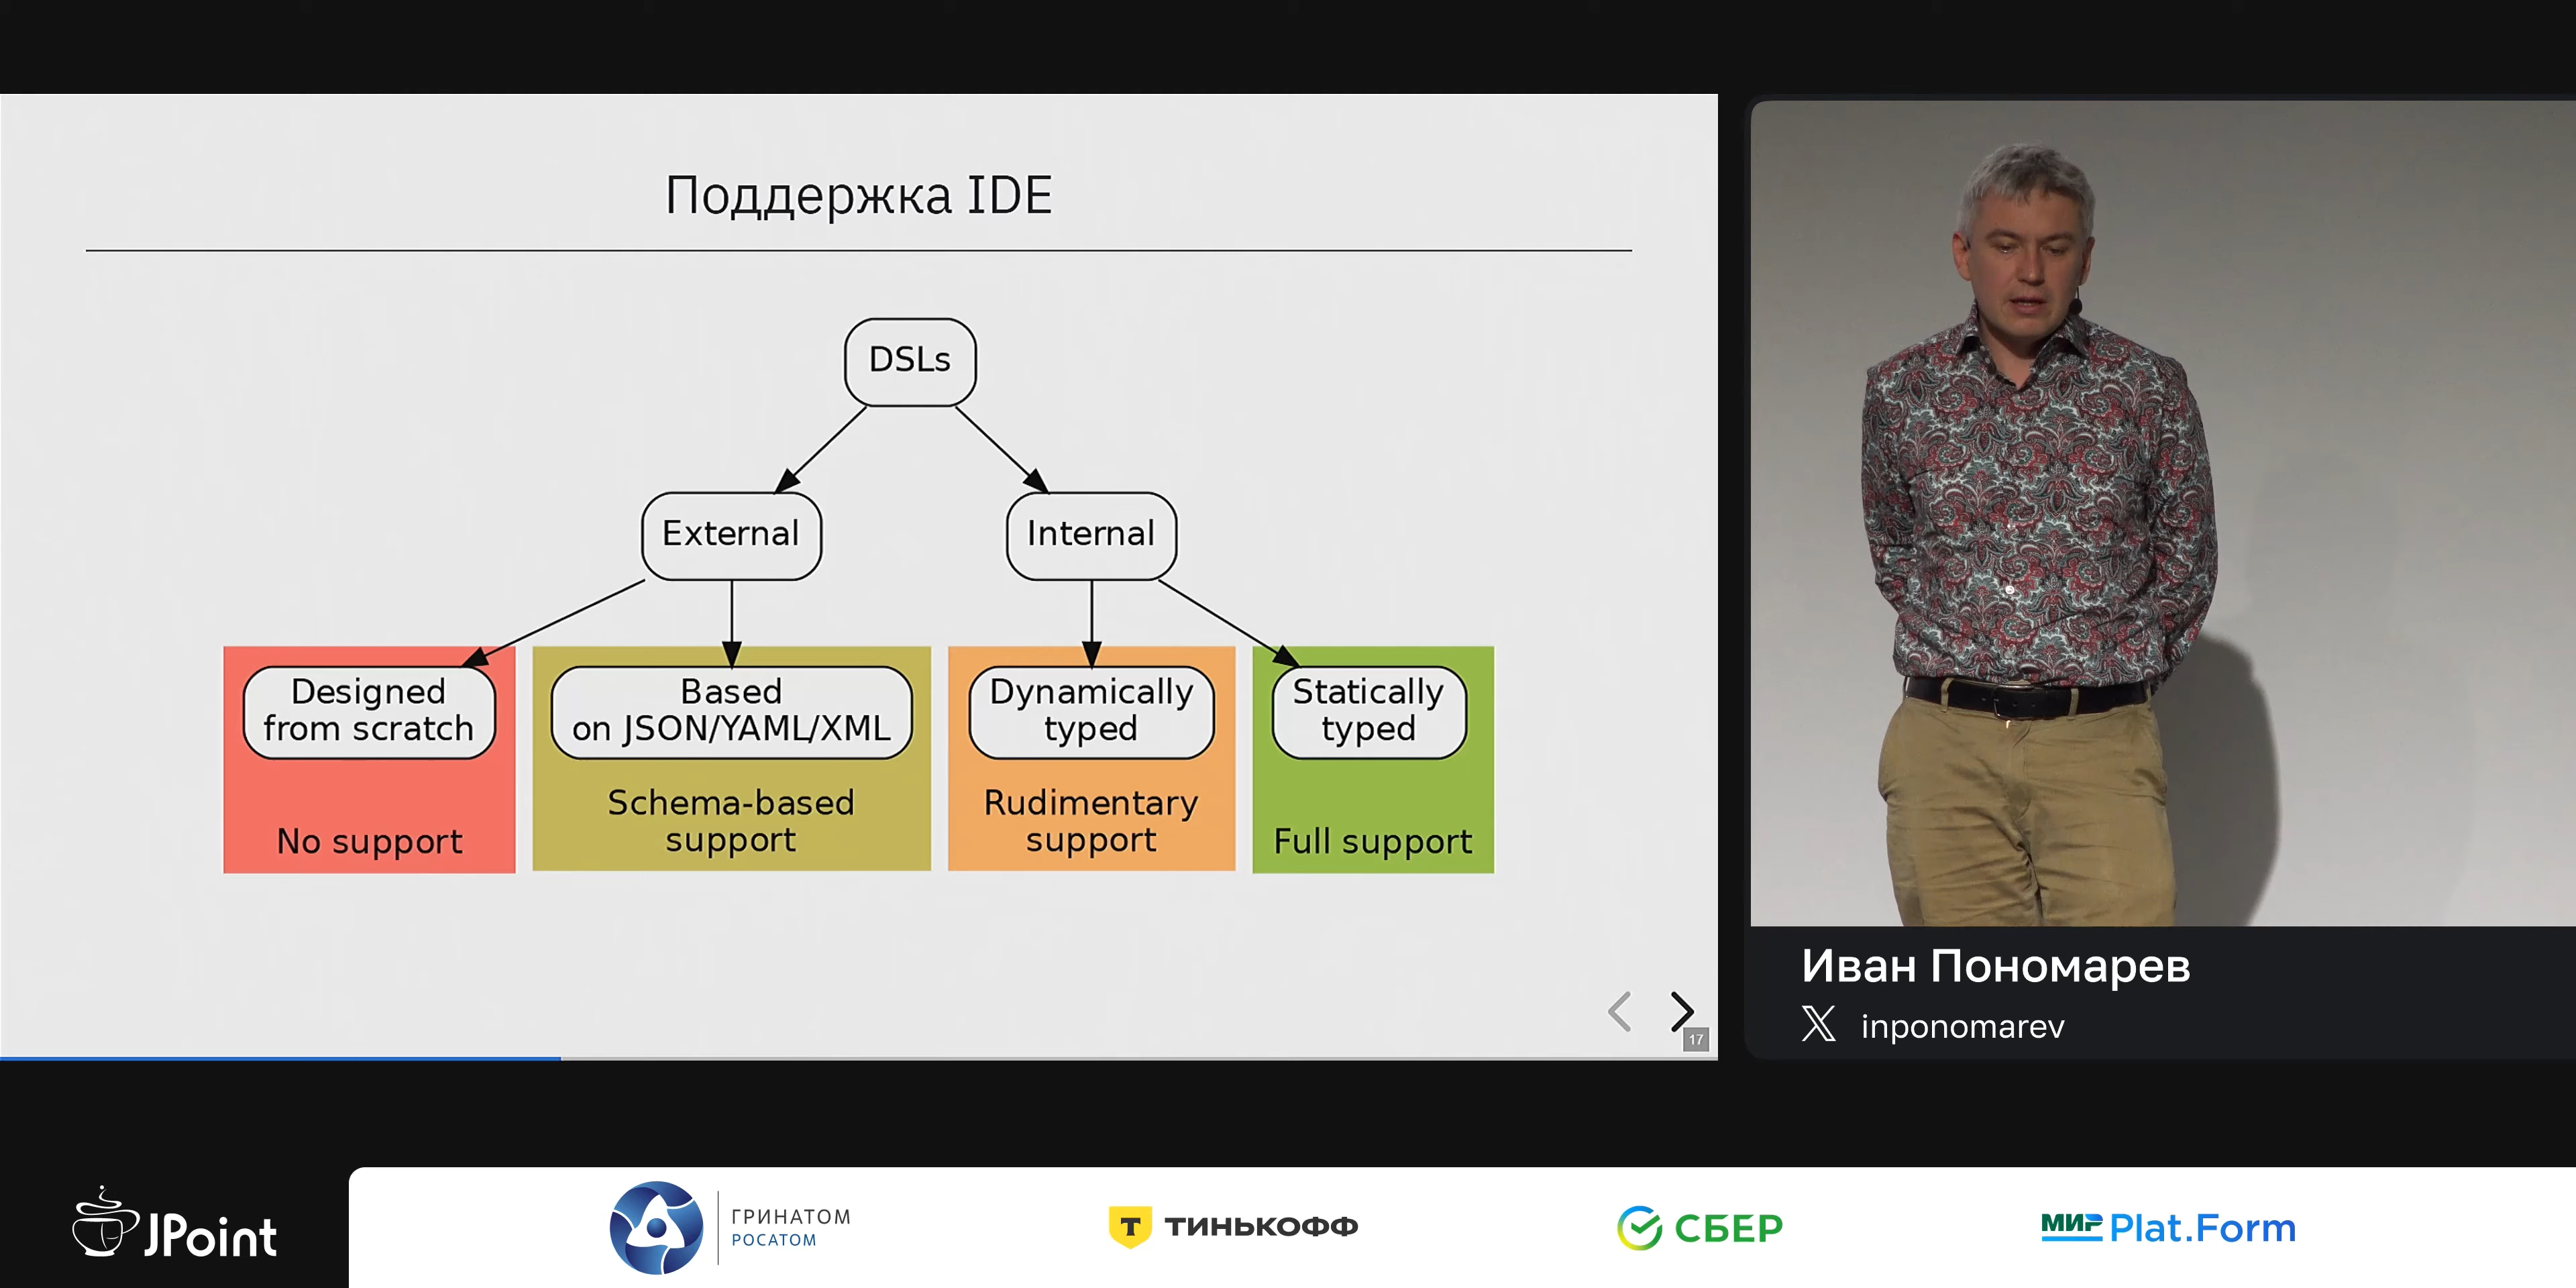 Поддержка IDE
DSLs
External
Internal
Designed
from scratch
No support
Based
on JSON/YAML/XML
Schema-based
support
Dynamically
typed
Rudimentary
support
Statically
typed
Full support
17
Иван Пономарев
X inponomarev
JPoint
ГРИНАТОМ
РОСАТОМ
Т ТИНЬКОФФ
СБЕР
МИР Plat.Form